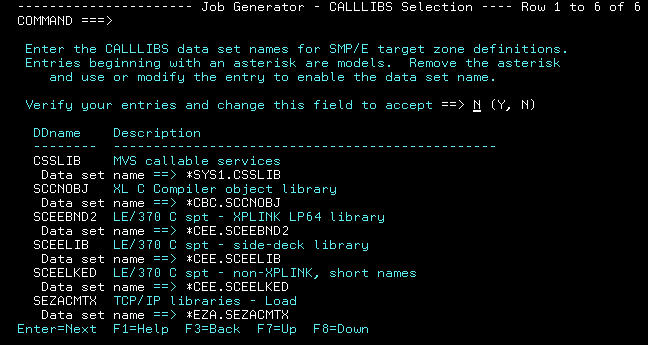 ----------------------- Job Generator - CALLLIBS Selection ---- Row 1 to 6 of 6
COMMAND ===>
Enter the CALLLIBS data set names for SMP/E target zone definitions.
Entries beginning with an asterisk are models.  Remove the asterisk
and use or modify the entry to enable the data set name.
Verify your entries and change this field to accept ==> N (Y, N)
DDname    Description
--------  -------------------------------------------------
CSSLIB    MVS callable services
Data set name ==> *SYS1.CSSLIB
SCCNOBJ   XL C Compiler object library
Data set name ==> *CBC.SCCNOBJ
SCEEBND2  LE/370 C spt - XPLINK LP64 library
Data set name ==> *CEE.SCEEBND2
SCEELIB   LE/370 C spt - side-deck library
Data set name ==> *CEE.SCEELIB
SCEELKED  LE/370 C spt - non-XPLINK, short names
Data set name ==> *CEE.SCEELKED
SEZACMTX  TCP/IP libraries - Load
Data set name ==> *EZA.SEZACMTX
Enter=Next  F1=Help  F3=Back  F7=Up  F8=Down